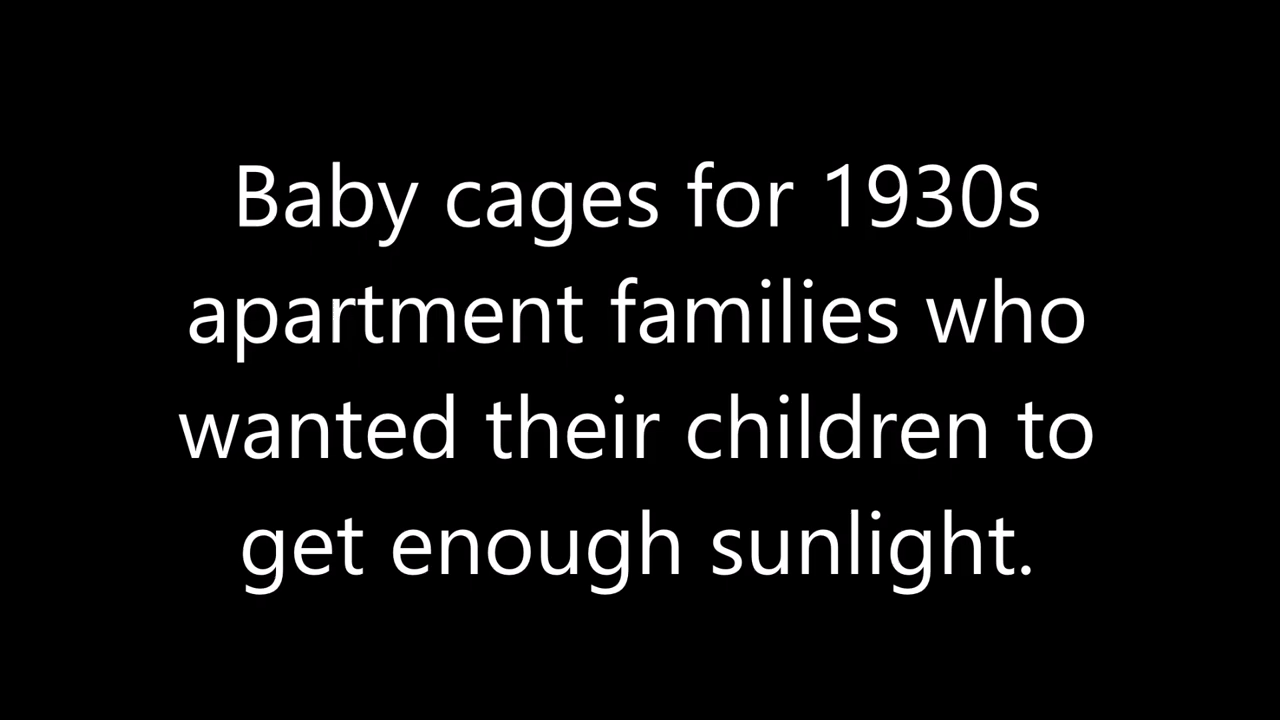 Baby cages for 1930s
apartment families who
wanted their children to
get enough sunlight.